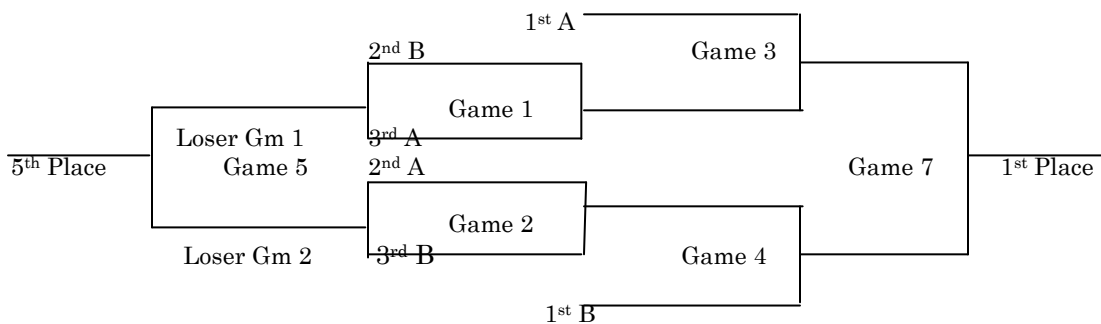 1st A
2nd B
Game 3
Game 1
Loser Gm 1
3rd A
5th Place
Game 5
2nd A
Game 7
1st Place
Game 2
Loser Gm 2
3rd B
Game 4
1st B